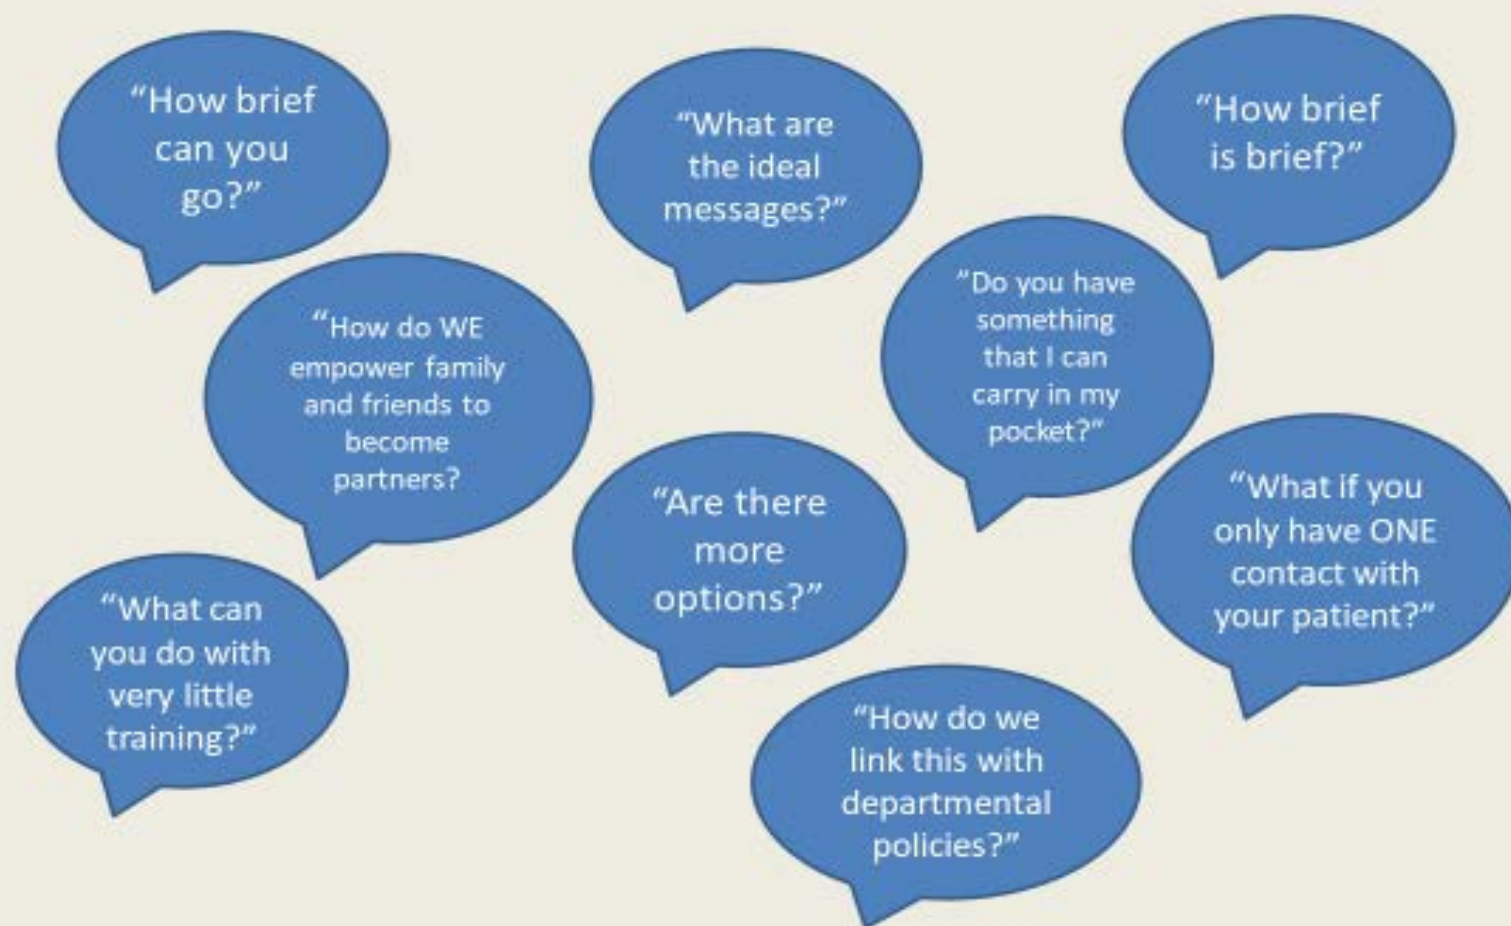 “How brief
can you
go?”
“What are
the ideal
messages?”
“How brief
is brief?”
“How do WE
empower family
and friends to
become
partners?
“Do you have
something
that I can
carry in my
pocket?”
“Are there
more
options?”
“What if you
only have ONE
contact with
your patient?”
“What can
you do with
very little
training?”
“How do we
link this with
departmental
policies?”